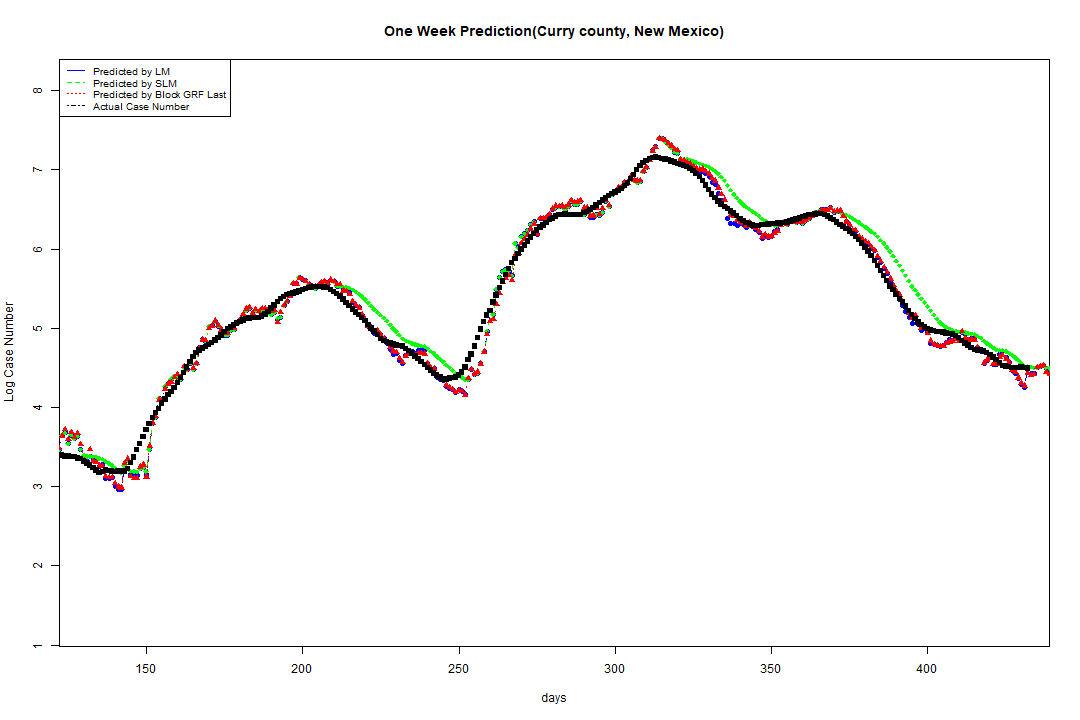 One Week Prediction(Curry county, New Mexico)
Predicted by LM
Predicted by SLM
Predicted by Block GRF Last
Actual Case Number
8
7
6
5
4
3
2
1
Log Case Number
150 200 250 300 350 400
days